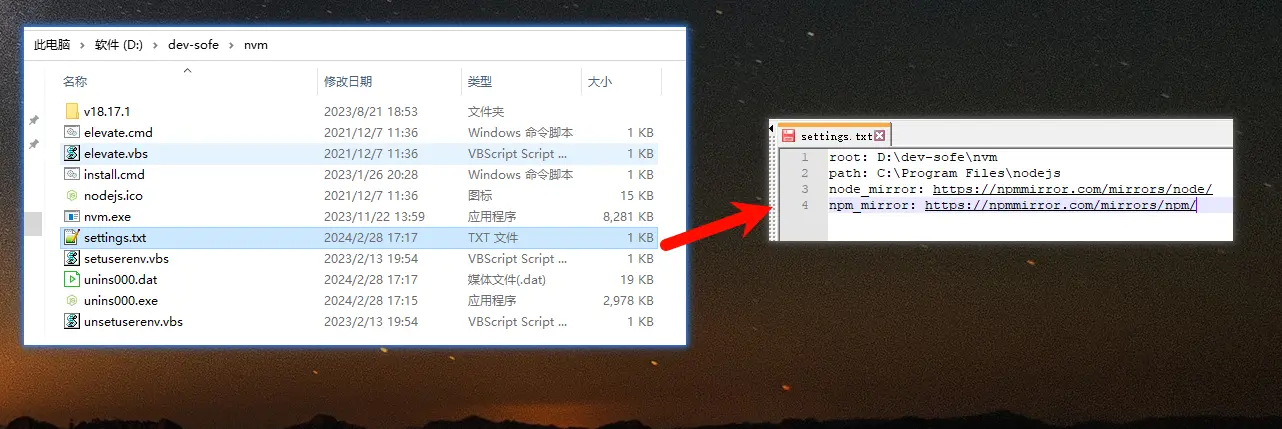 此电脑 › 软件 (D:) › dev-sofe › nvm
名称 修改日期 类型 大小
v18.17.1 2023/8/21 18:53 文件夹
elevate.cmd 2021/12/7 11:36 Windows 命令脚本 1 KB
elevate.vbs 2021/12/7 11:36 VBScript Script ... 1 KB
install.cmd 2023/1/26 20:28 Windows 命令脚本 1 KB
nodejs.ico 2021/12/7 11:36 图标 15 KB
nvm.exe 2023/11/22 13:59 应用程序 8,281 KB
settings.txt 2024/2/28 17:17 TXT 文件 1 KB
setuserenv.vbs 2023/2/13 19:54 VBScript Script ... 1 KB
unins000.dat 2024/2/28 17:17 媒体文件(.dat) 19 KB
unins000.exe 2024/2/28 17:15 应用程序 2,978 KB
unsetuserenv.vbs 2023/2/13 19:54 VBScript Script ... 1 KB
settings.txt
1 root: D:\dev-sofe\nvm
2 path: C:\Program Files\nodejs
3 node_mirror: https://npmmirror.com/mirrors/node/
4 npm_mirror: https://npmmirror.com/mirrors/npm/